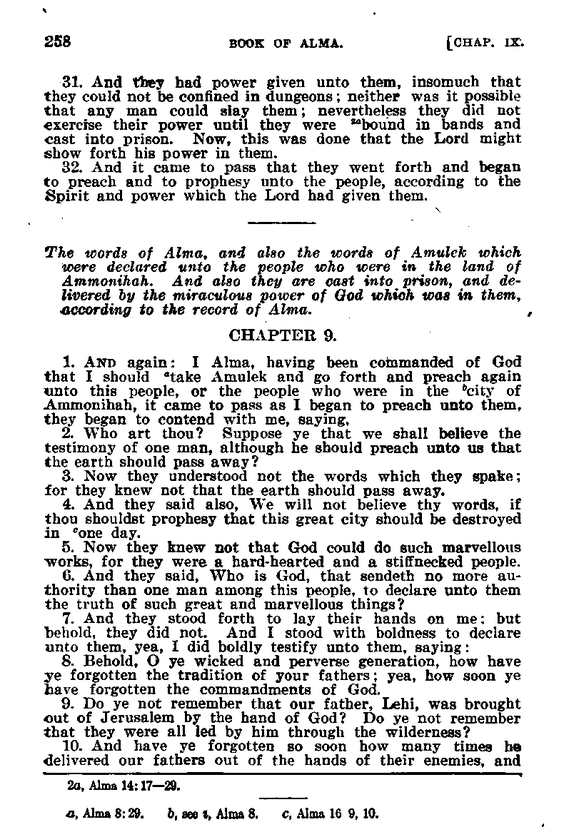 258 BOOK OF ALMA. [CHAP. IX.
31. And they had power given unto them, insomuch that
they could not be confined in dungeons; neither was it possible
that any man could slay them; nevertheless they did not
exercise their power until they were 2abound in bands and
cast into prison. Now, this was done that the Lord might
show forth his power in them.
32. And it came to pass that they went forth and began
to preach and to prophesy unto the people, according to the
Spirit and power which the Lord had given them.
The words of Alma, and also the words of Amulek which
were declared unto the people who were in the land of
Ammonihah. And also they are cast into prison, and de-
livered by the miraculous power of God which was in them,
according to the record of Alma.
CHAPTER 9.
1. AND again: I Alma, having been commanded of God
that I should atake Amulek and go forth and preach again
unto this people, or the people who were in the bcity of
Ammonihah, it came to pass as I began to preach unto them,
they began to contend with me, saying,
2. Who art thou? Suppose ye that we shall believe the
testimony of one man, although he should preach unto us that
the earth should pass away?
3. Now they understood not the words which they spake;
for they knew not that the earth should pass away.
4. And they said also, We will not believe thy words, if
thou shouldst prophesy that this great city should be destroyed
in cone day.
5. Now they knew not that God could do such marvellous
works, for they were a hard-hearted and a stiffnecked people.
6. And they said, Who is God, that sendeth no more au-
thority than one man among this people, to declare unto them
the truth of such great and marvellous things?
7. And they stood forth to lay their hands on me: but
behold, they did not. And I stood with boldness to declare
unto them, yea, I did boldly testify unto them, saying:
8. Behold, O ye wicked and perverse generation, how have
ye forgotten the tradition of your fathers; yea, how soon ye
have forgotten the commandments of God.
9. Do ye not remember that our father, Lehi, was brought
out of Jerusalem by the hand of God? Do ye not remember
that they were all led by him through the wilderness?
10. And have ye forgotten so soon how many times he
delivered our fathers out of the hands of their enemies, and
2a, Alma 14:17—29.
a, Alma 8:29. b, see s, Alma 8. c, Alma 16 9, 10.